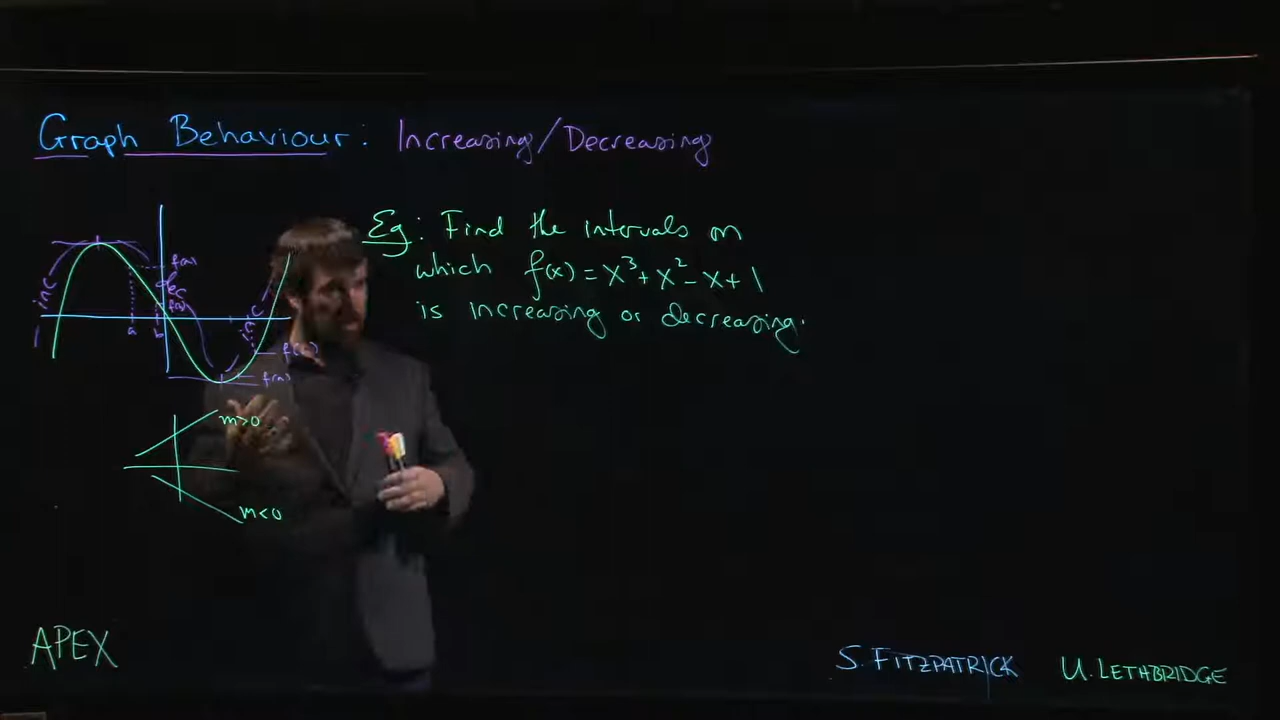 Graph Behaviour: Increasing/Decreasing
Eg: Find the intervals on
which f(x) = x³ + x² - x + 1
is increasing or decreasing.
inc
dec
inc
f(a)
a
b
m>0
m<0
APEX
S. FITZPATRICK
U. LETHBRIDGE